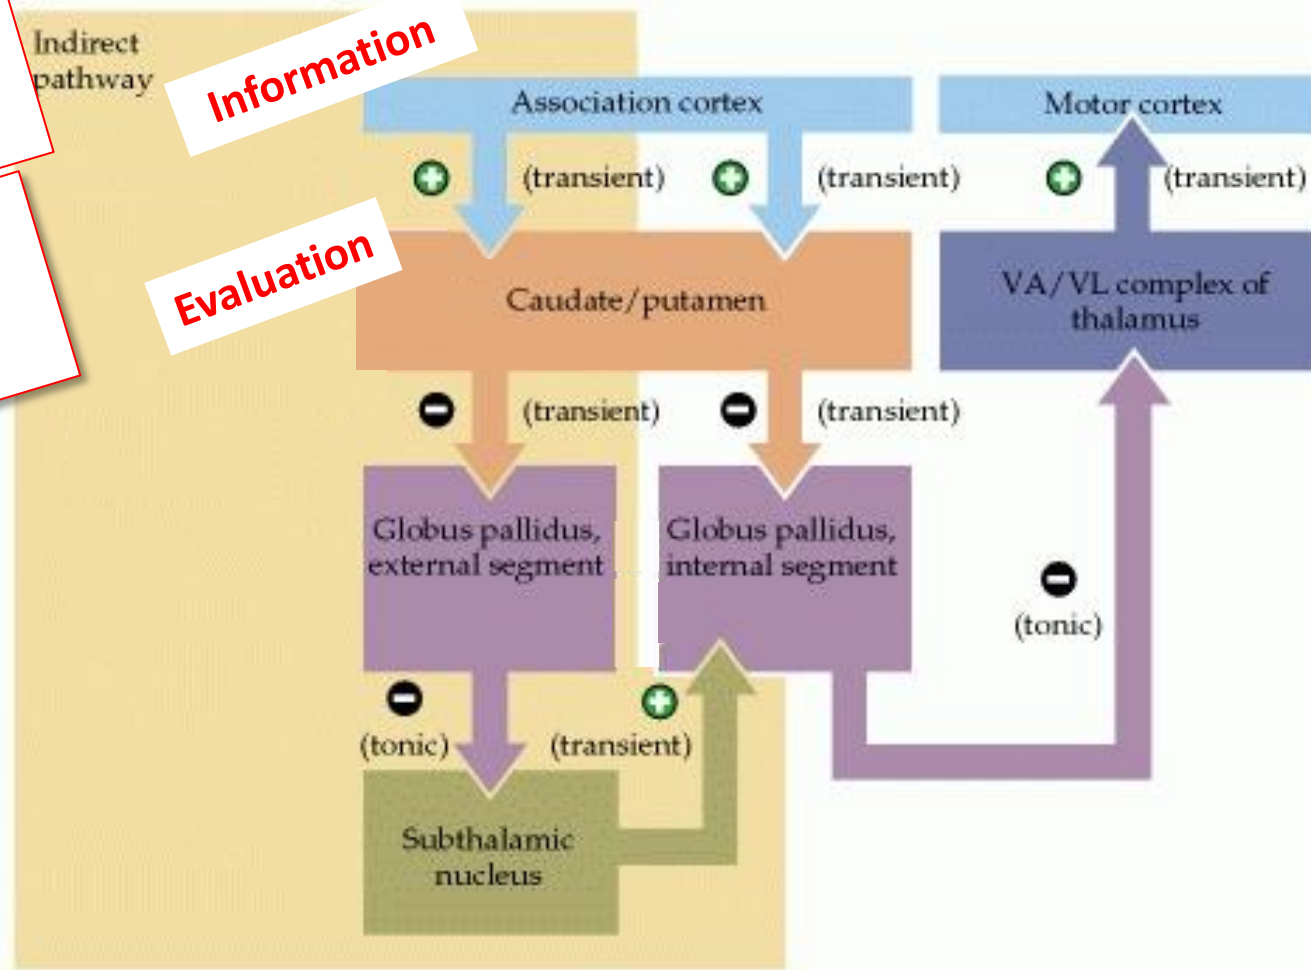 Indirect
pathway
Information
Association cortex
Motor cortex
(transient)
(transient)
(transient)
Evaluation
Caudate/putamen
VA/VL complex of
thalamus
(transient)
(transient)
Globus pallidus,
external segment
Globus pallidus,
internal segment
(tonic)
(tonic)
(transient)
Subthalamic
nucleus